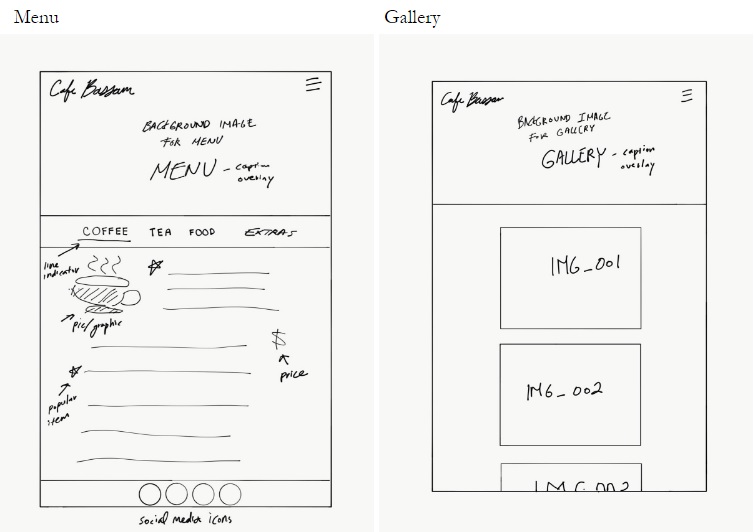 Menu
Cafe Bassam
BACKGROUND IMAGE
FOR MENU
MENU - caption
overlay
COFFEE TEA FOOD EXTRAS
line
indicator
pic/graphic
$
price
popular
item
social media icons
Gallery
Cafe Bassam
BACKGROUND IMAGE
FOR GALLERY
GALLERY - caption
overlay
IMG_001
IMG_002
IMG_002